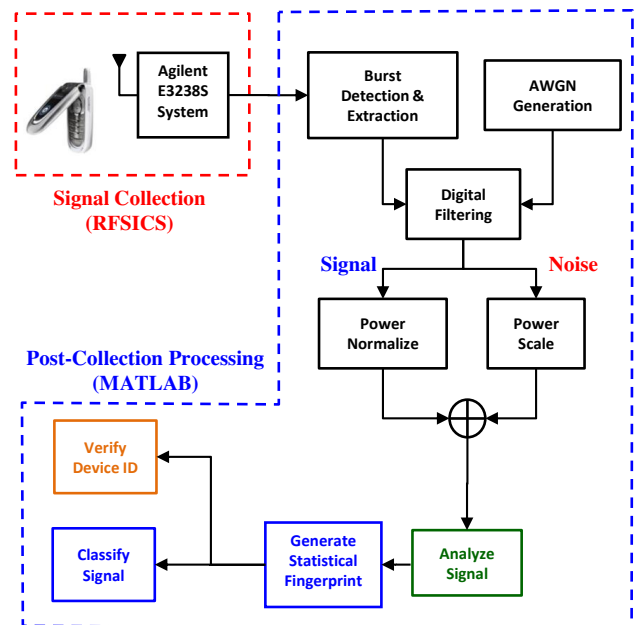 Agilent
E3238S
System
Burst
Detection &
Extraction
AWGN
Generation
Signal Collection
(RFSICS)
Digital
Filtering
Signal
Noise
Power
Normalize
Power
Scale
Post-Collection Processing
(MATLAB)
Verify
Device ID
Classify
Signal
Generate
Statistical
Fingerprint
Analyze
Signal